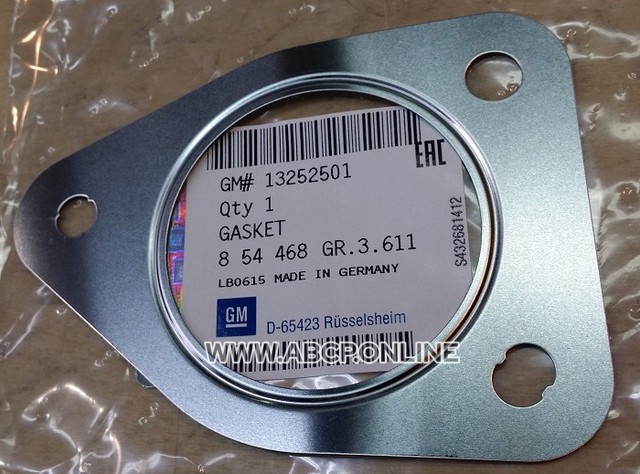 EAC
GM# 13252501
Qty 1
GASKET
8 54 468 GR.3.611
LB0615 MADE IN GERMANY
S432681412
GM
D-65423 Rüsselsheim
WWW.ABCP.ONLINE